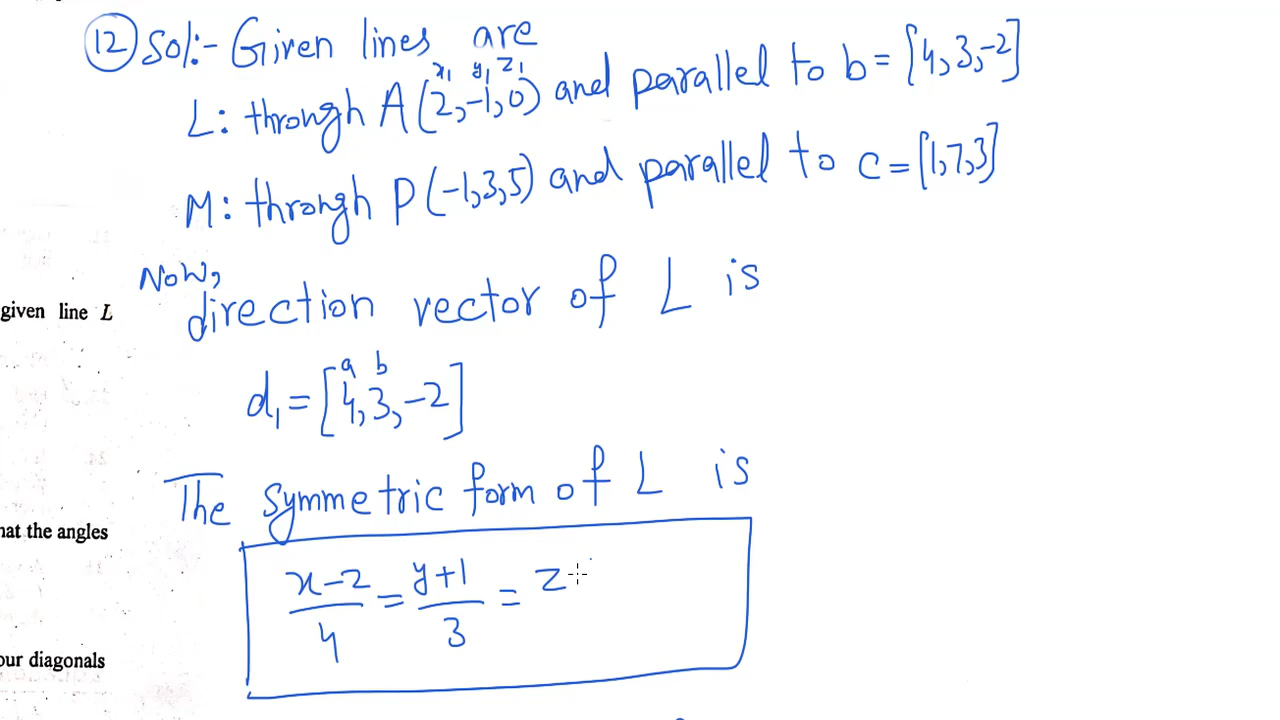 12 Sol:- Given lines are
x1 y1 z1
L: through A(2,-1,0) and parallel to b=[4,3,-2]
M: through P(-1,3,5) and parallel to c=[1,7,3]
Now,
direction vector of L is
given line L
a b
d1=[4,3,-2]
The symmetric form of L is
hat the angles
x-2/4 = y+1/3 = z
our diagonals